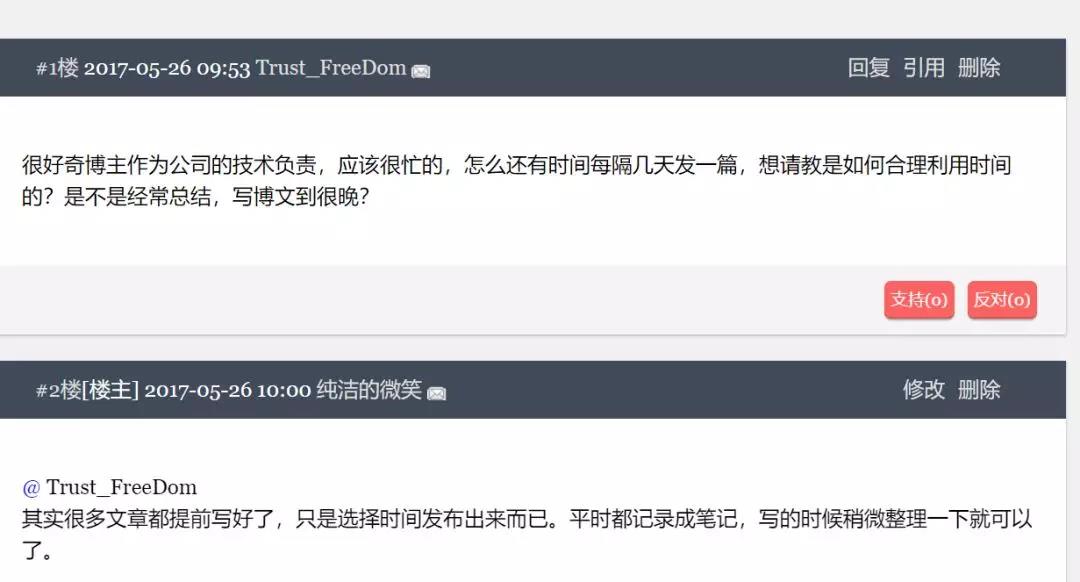 #1楼 2017-05-26 09:53 Trust_FreeDom 回复 引用 删除
很好奇博主作为公司的技术负责，应该很忙的，怎么还有时间每隔几天发一篇，想请教是如何合理利用时间
的？是不是经常总结，写博文到很晚？
支持(0) 反对(0)
#2楼[楼主] 2017-05-26 10:00 纯洁的微笑 修改 删除
@ Trust_FreeDom
其实很多文章都提前写好了，只是选择时间发布出来而已。平时都记录成笔记，写的时候稍微整理一下就可以
了。